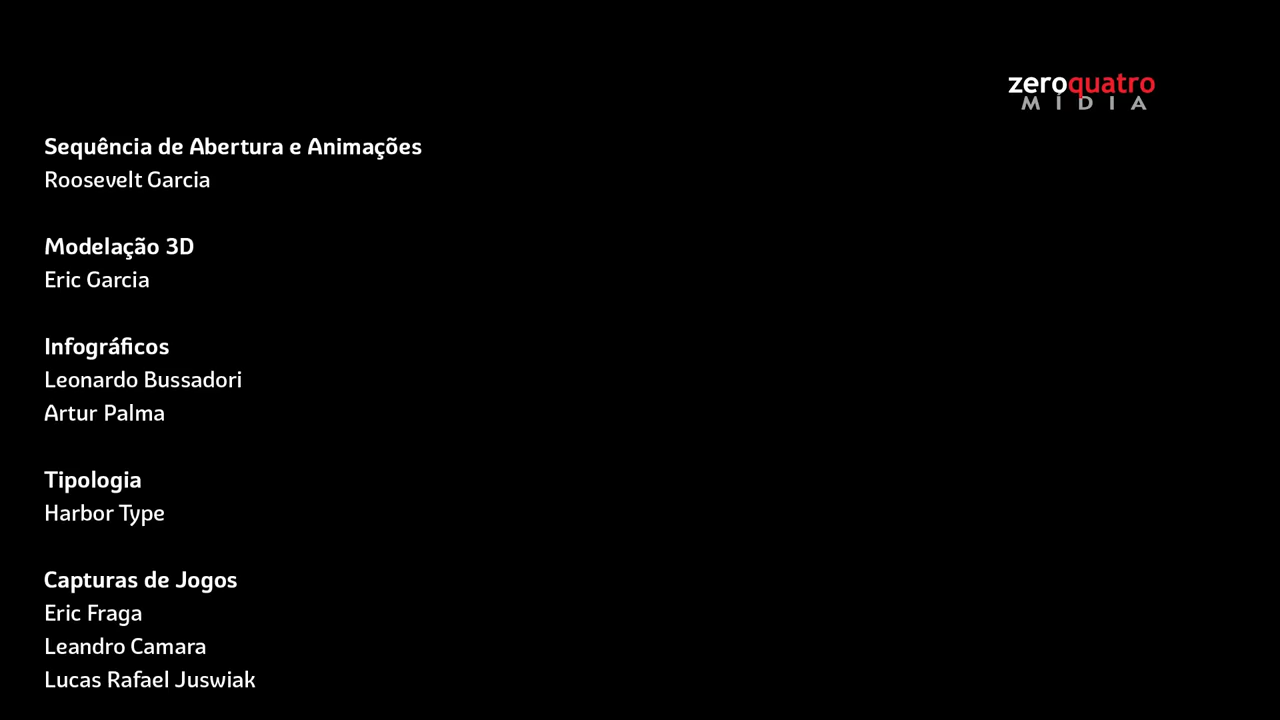 zeroquatro
MÍDIA
Sequência de Abertura e Animações
Roosevelt Garcia
Modelação 3D
Eric Garcia
Infográficos
Leonardo Bussadori
Artur Palma
Tipologia
Harbor Type
Capturas de Jogos
Eric Fraga
Leandro Camara
Lucas Rafael Juswiak